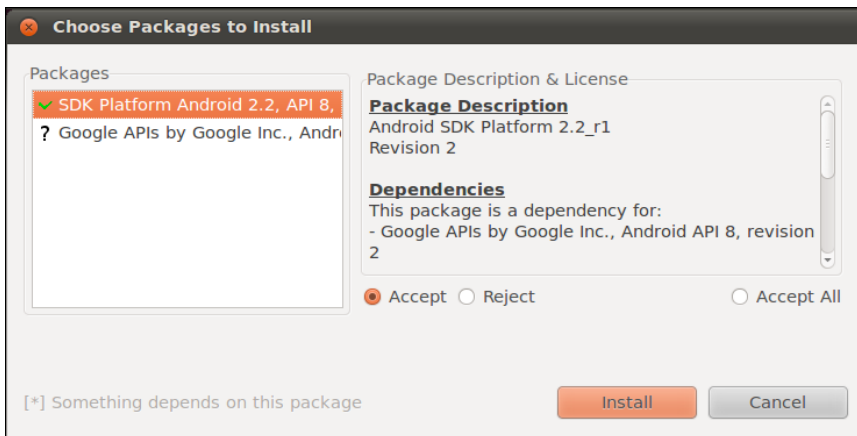 Choose Packages to Install
Packages
SDK Platform Android 2.2, API 8,
? Google APIs by Google Inc.,
Package Description & License
Package Description
Android SDK Platform 2.2_r1
Revision 2
Dependencies
This package is a dependency for:
- Google APIs by Google Inc., Android API 8, revision
2
Accept
Reject
Accept All
[*] Something depends on this package
Install
Cancel